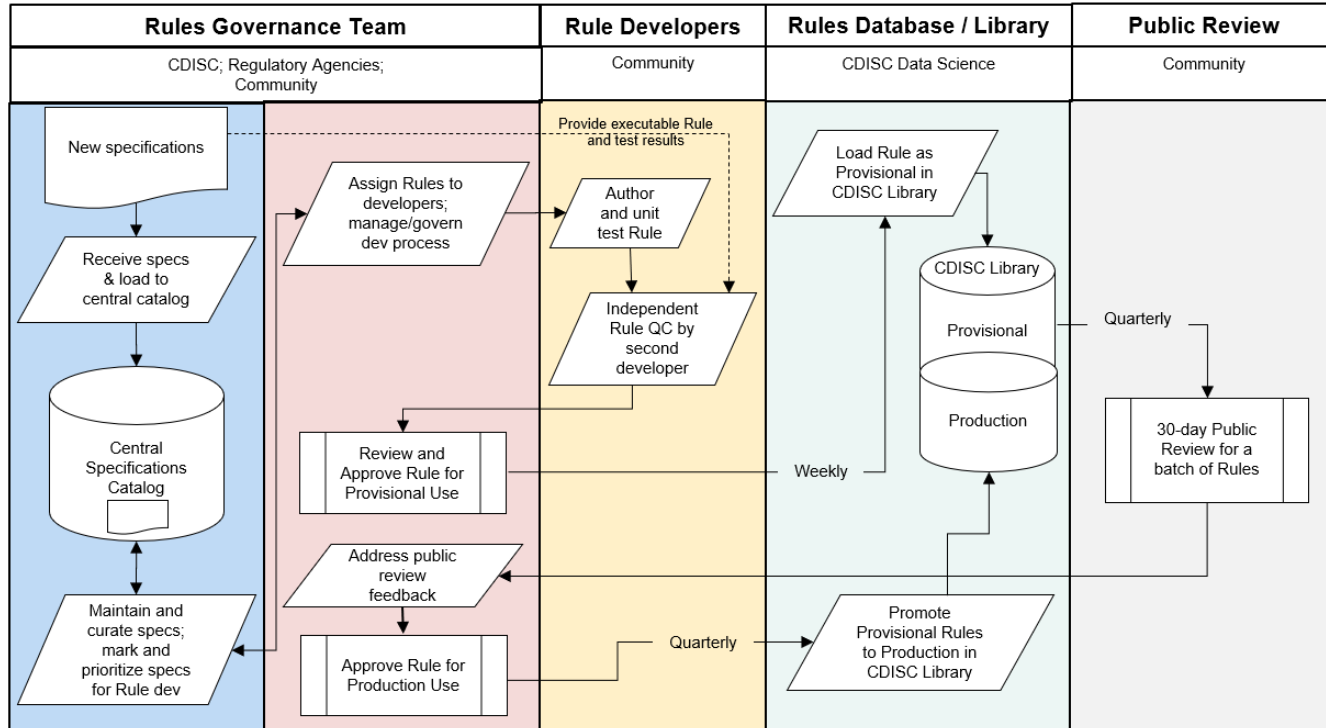 Rules Governance Team
Rule Developers
Rules Database / Library
Public Review
CDISC; Regulatory Agencies;
Community
Community
CDISC Data Science
Community
New specifications
Receive specs
& load to
central catalog
Central
Specifications
Catalog
Maintain and
curate specs;
mark and
prioritize specs
for Rule dev
Assign Rules to
developers;
manage/govern
dev process
Review and
Approve Rule for
Provisional Use
Address public
review
feedback
Approve Rule for
Production Use
Provide executable Rule
and test results
Author
and unit
test Rule
Independent
Rule QC by
second
developer
Weekly
Quarterly
Load Rule as
Provisional in
CDISC Library
CDISC Library
Provisional
Production
Promote
Provisional Rules
to Production in
CDISC Library
Quarterly
30-day Public
Review for a
batch of Rules